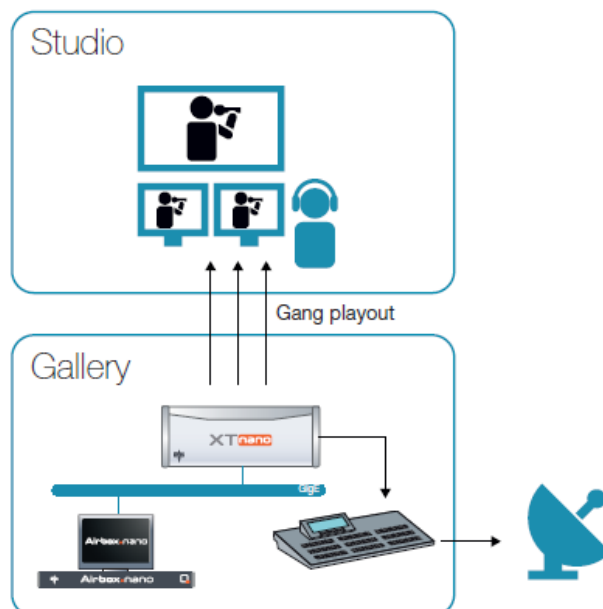 Studio
Gang playout
Gallery
XTnano
GigE
Airbox nano
Airbox nano